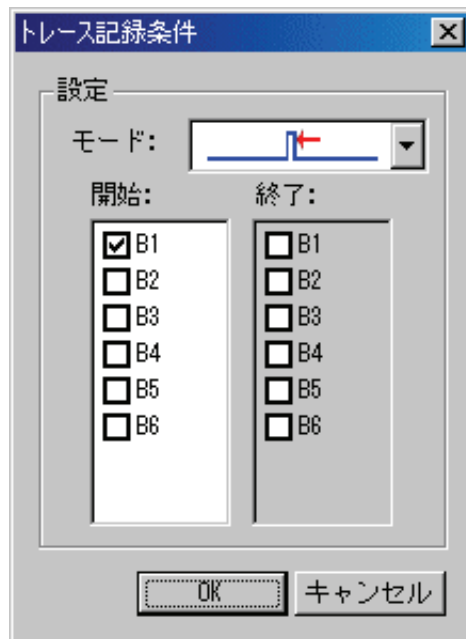 トレース記録条件
設定
モード:
開始: 終了:
B1 B1
B2 B2
B3 B3
B4 B4
B5 B5
B6 B6
OK キャンセル